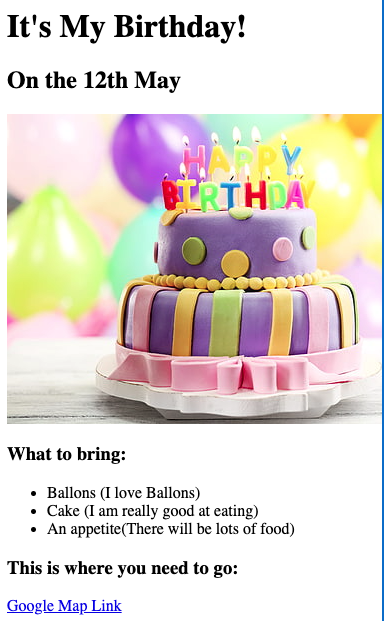 It's My Birthday!
On the 12th May
HAPPY
BIRTHDAY
What to bring:
Ballons (I love Ballons)
Cake (I am really good at eating)
An appetite(There will be lots of food)
This is where you need to go:
Google Map Link